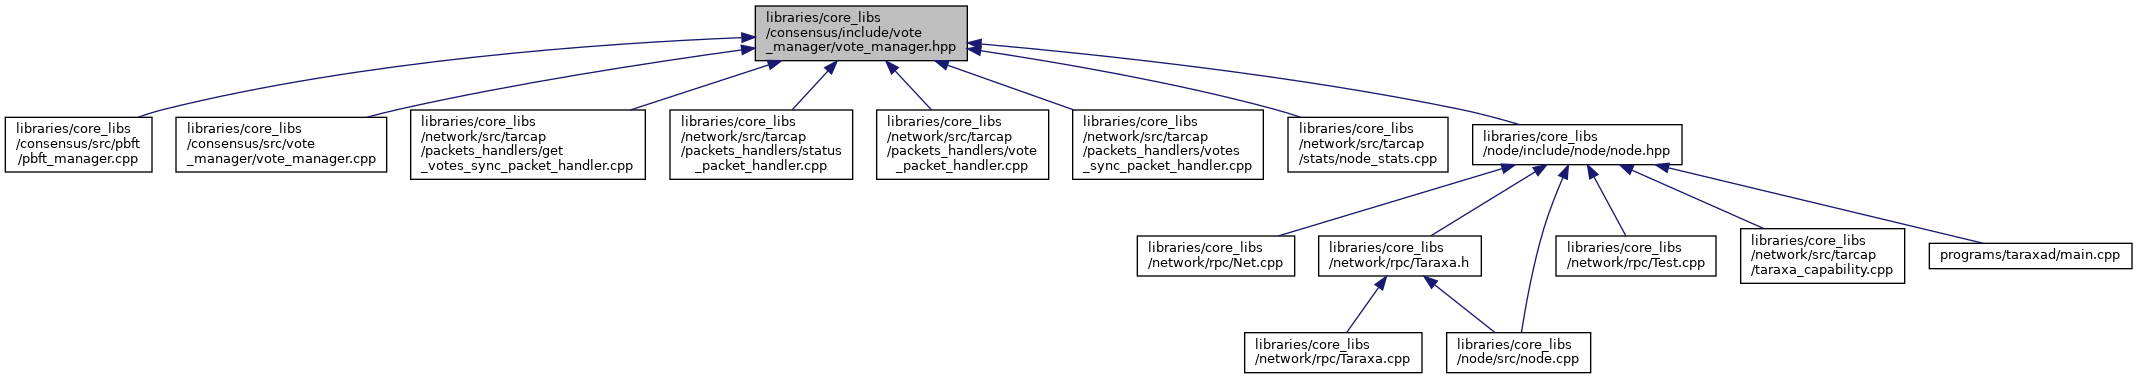 libraries/core_libs
/consensus/include/vote
_manager/vote_manager.hpp
libraries/core_libs
/consensus/src/pbft
/pbft_manager.cpp
libraries/core_libs
/consensus/src/vote
_manager/vote_manager.cpp
libraries/core_libs
/network/src/tarcap
/packets_handlers/get
_votes_sync_packet_handler.cpp
libraries/core_libs
/network/src/tarcap
/packets_handlers/status
_packet_handler.cpp
libraries/core_libs
/network/src/tarcap
/packets_handlers/vote
_packet_handler.cpp
libraries/core_libs
/network/src/tarcap
/packets_handlers/votes
_sync_packet_handler.cpp
libraries/core_libs
/network/src/tarcap
/stats/node_stats.cpp
libraries/core_libs
/node/include/node/node.hpp
libraries/core_libs
/network/rpc/Net.cpp
libraries/core_libs
/network/rpc/Taraxa.h
libraries/core_libs
/network/rpc/Test.cpp
libraries/core_libs
/network/src/tarcap
/taraxa_capability.cpp
programs/taraxad/main.cpp
libraries/core_libs
/network/rpc/Taraxa.cpp
libraries/core_libs
/node/src/node.cpp